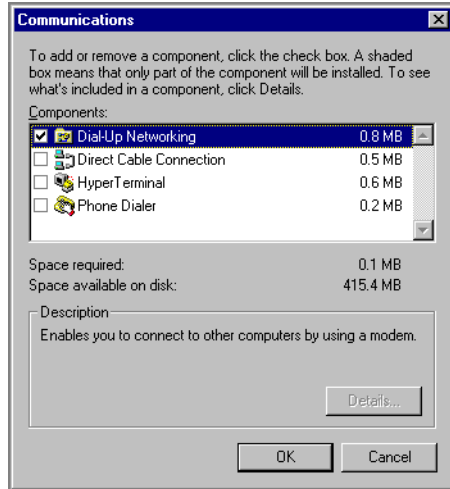 Communications
To add or remove a component, click the check box. A shaded
box means that only part of the component will be installed. To see
what's included in a component, click Details.
Components:
Dial-Up Networking 0.8 MB
Direct Cable Connection 0.5 MB
HyperTerminal 0.6 MB
Phone Dialer 0.2 MB
Space required: 0.1 MB
Space available on disk: 415.4 MB
Description
Enables you to connect to other computers by using a modem.
Details...
OK Cancel